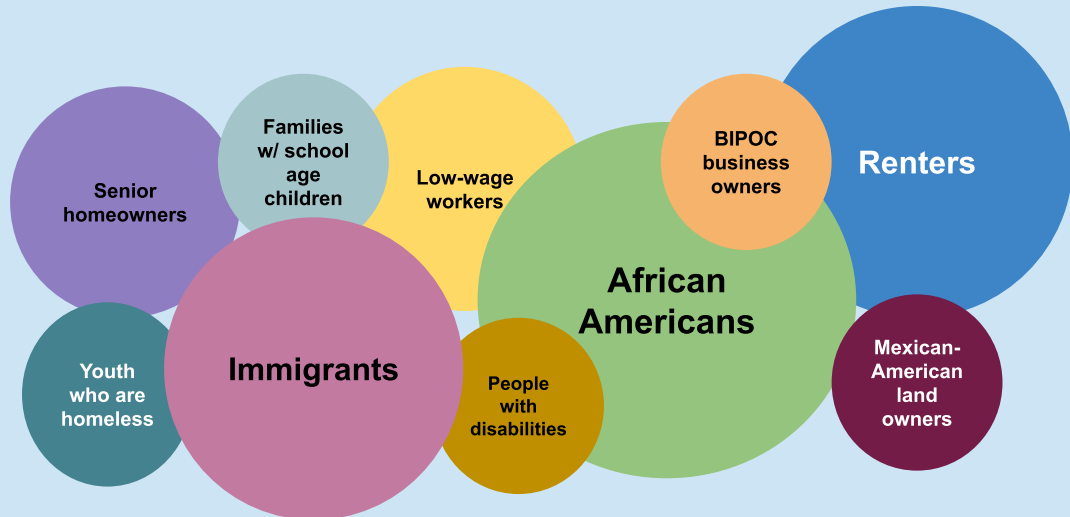 Families
w/ school
age
children
BIPOC
business
owners
Renters
Senior
homeowners
Low-wage
workers
African
Americans
Immigrants
Youth
who are
homeless
People
with
disabilities
Mexican-
American
land
owners